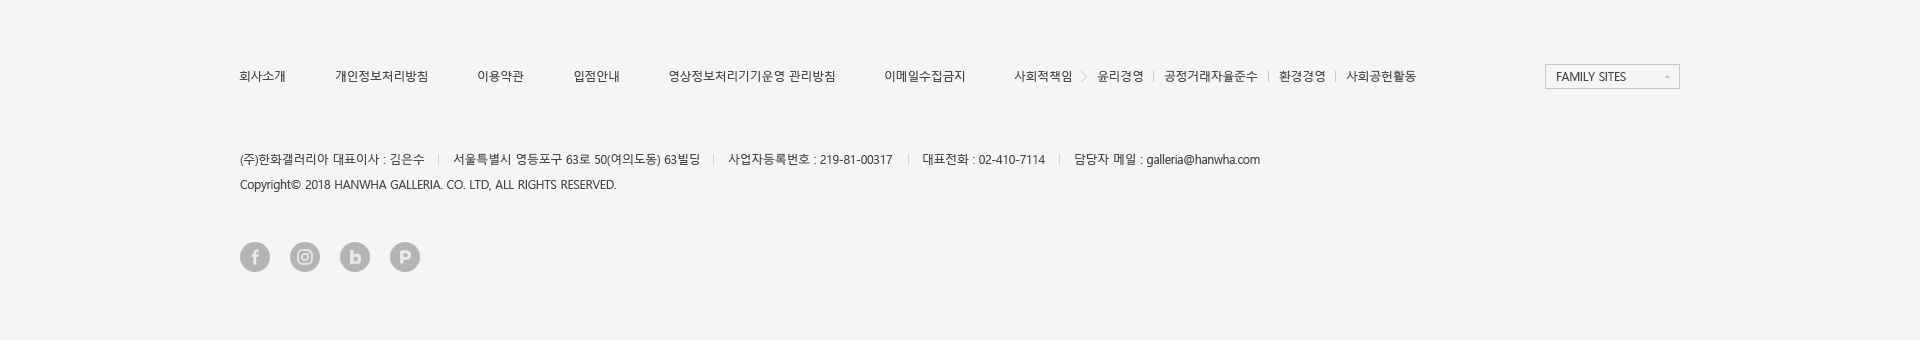 회사소개 개인정보처리방침 이용약관 입점안내 영상정보처리기기운영 관리방침 이메일수집금지 사회적책임 윤리경영 공정거래자율준수 환경경영 사회공헌활동 FAMILY SITES
(주)한화갤러리아 대표이사 : 김은수 서울특별시 영등포구 63로 50(여의도동) 63빌딩 사업자등록번호 : 219-81-00317 대표전화 : 02-410-7114 담당자 메일 : galleria@hanwha.com
Copyright© 2018 HANWHA GALLERIA. CO. LTD, ALL RIGHTS RESERVED.